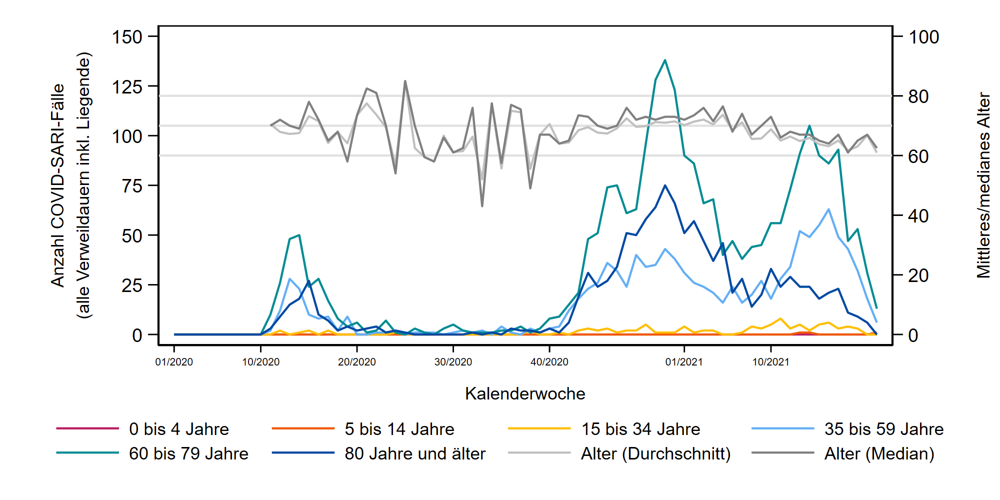 Anzahl COVID-SARI-Fälle
(alle Verweildauern inkl. Liegende)
150
125
100
75
50
25
0
100
80
60
40
20
0
Mittleres/medianes Alter
01/2020
10/2020
20/2020
30/2020
40/2020
01/2021
10/2021
Kalenderwoche
0 bis 4 Jahre
5 bis 14 Jahre
15 bis 34 Jahre
35 bis 59 Jahre
60 bis 79 Jahre
80 Jahre und älter
Alter (Durchschnitt)
Alter (Median)